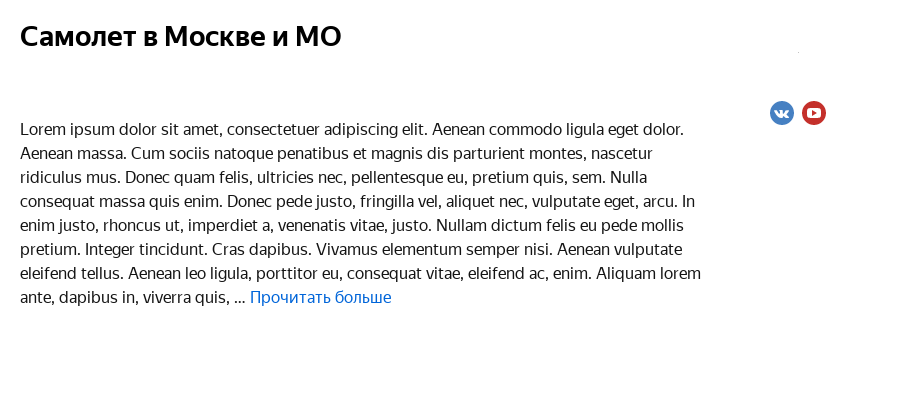 Самолет в Москве и МО
Lorem ipsum dolor sit amet, consectetuer adipiscing elit. Aenean commodo ligula eget dolor.
Aenean massa. Cum sociis natoque penatibus et magnis dis parturient montes, nascetur
ridiculus mus. Donec quam felis, ultricies nec, pellentesque eu, pretium quis, sem. Nulla
consequat massa quis enim. Donec pede justo, fringilla vel, aliquet nec, vulputate eget, arcu. In
enim justo, rhoncus ut, imperdiet a, venenatis vitae, justo. Nullam dictum felis eu pede mollis
pretium. Integer tincidunt. Cras dapibus. Vivamus elementum semper nisi. Aenean vulputate
eleifend tellus. Aenean leo ligula, porttitor eu, consequat vitae, eleifend ac, enim. Aliquam lorem
ante, dapibus in, viverra quis, ... Прочитать больше